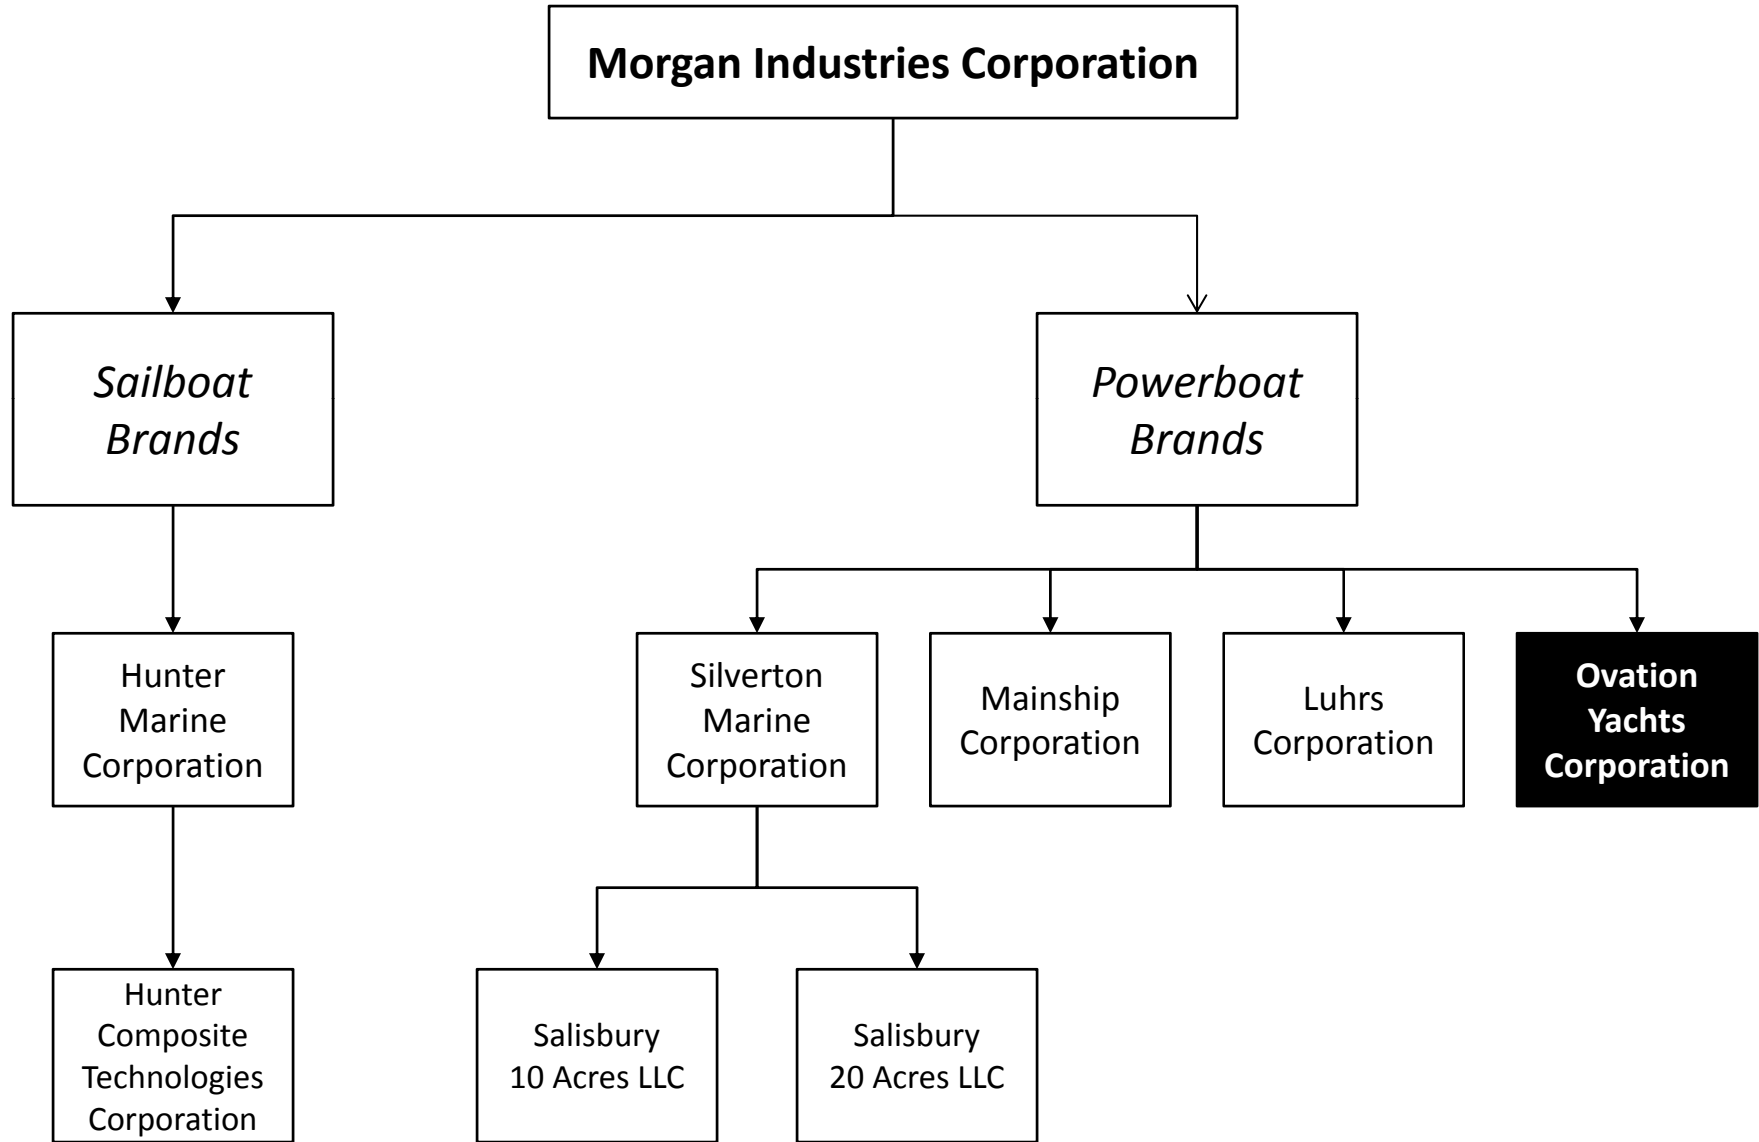 Morgan Industries Corporation
Sailboat
Brands
Powerboat
Brands
Hunter
Marine
Corporation
Silverton
Marine
Corporation
Mainship
Corporation
Luhrs
Corporation
Ovation
Yachts
Corporation
Hunter
Composite
Technologies
Corporation
Salisbury
10 Acres LLC
Salisbury
20 Acres LLC